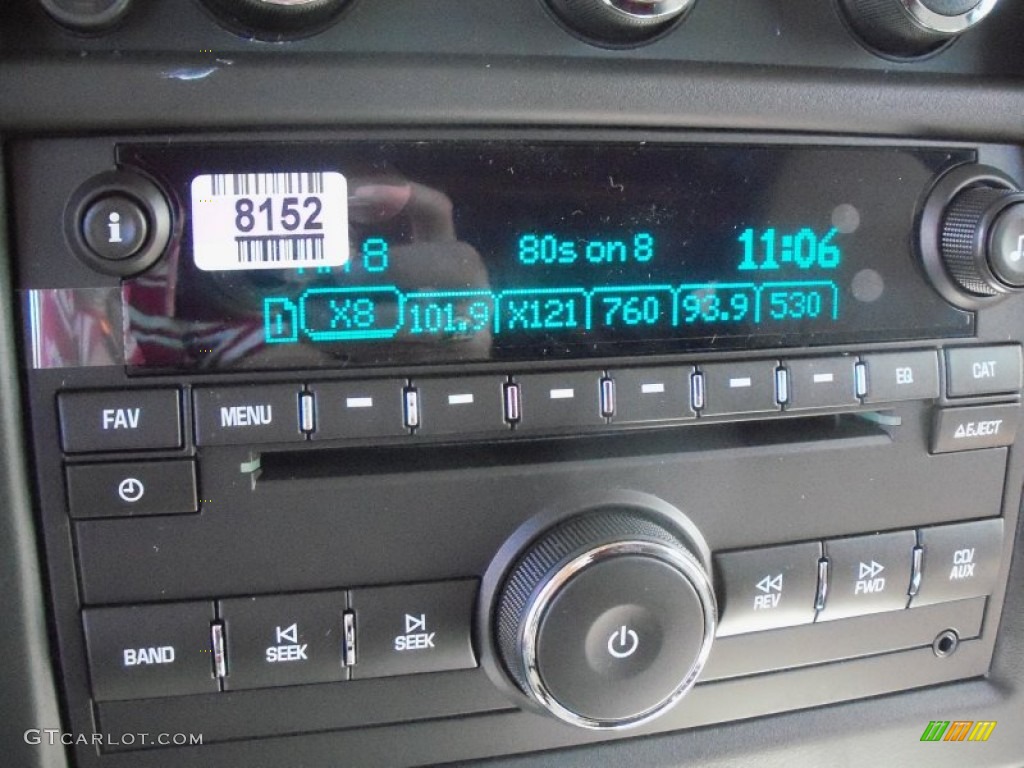 8152
8 80s on 8 11:06
X8 101.9 X121 760 93.9 530
FAV MENU EQ CAT
EJECT
BAND SEEK SEEK REV FWD CD/
AUX
GTCARLOT.COM